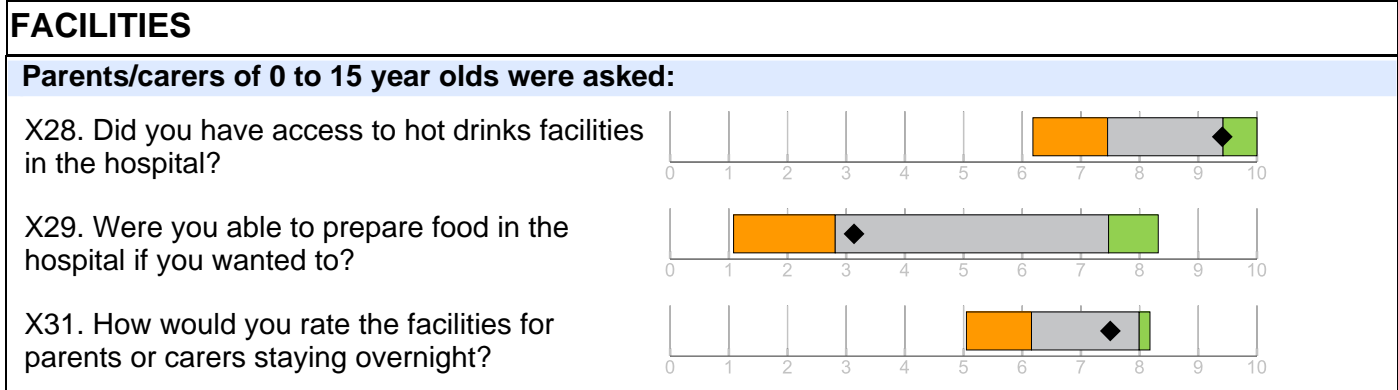 FACILITIES
Parents/carers of 0 to 15 year olds were asked:
X28. Did you have access to hot drinks facilities
in the hospital?
0 1 2 3 4 5 6 7 8 9 10
X29. Were you able to prepare food in the
hospital if you wanted to?
0 1 2 3 4 5 6 7 8 9 10
X31. How would you rate the facilities for
parents or carers staying overnight?
0 1 2 3 4 5 6 7 8 9 10